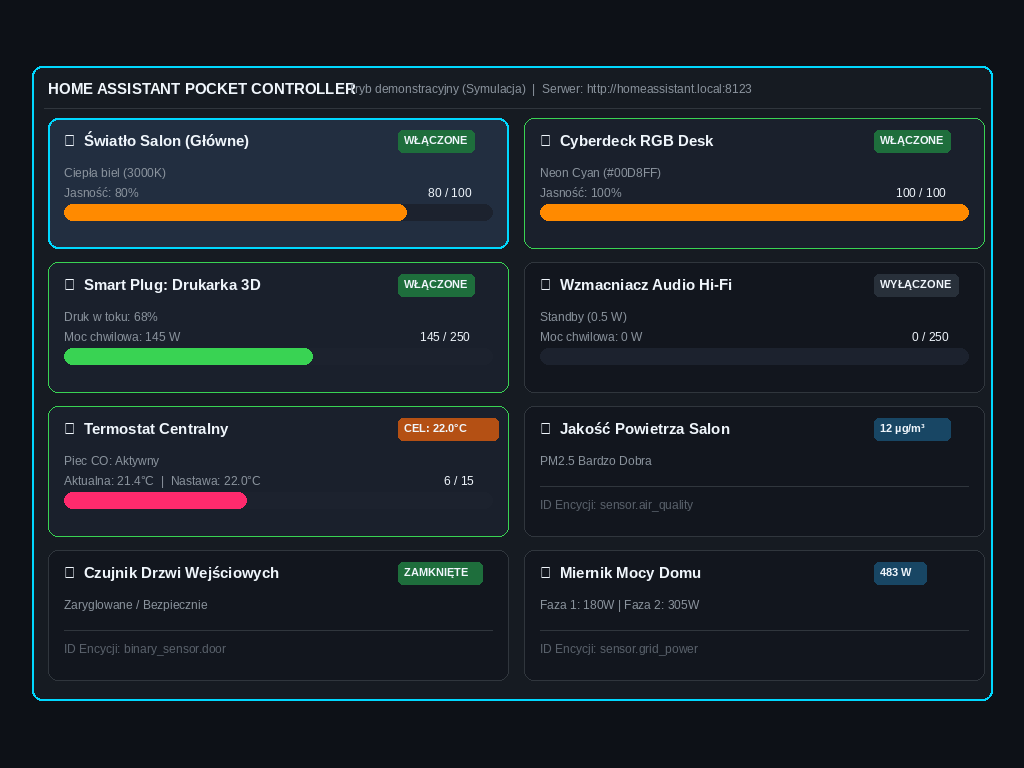 HOME ASSISTANT POCKET CONTROLLER
Tryb demonstracyjny (Symulacja) | Serwer: http://homeassistant.local:8123
Światło Salon (Główne) WŁĄCZONE
Ciepła biel (3000K)
Jasność: 80% 80 / 100
Cyberdeck RGB Desk WŁĄCZONE
Neon Cyan (#00D8FF)
Jasność: 100% 100 / 100
Smart Plug: Drukarka 3D WŁĄCZONE
Druk w toku: 68%
Moc chwilowa: 145 W 145 / 250
Wzmacniacz Audio Hi-Fi WYŁĄCZONE
Standby (0.5 W)
Moc chwilowa: 0 W 0 / 250
Termostat Centralny CEL: 22.0°C
Piec CO: Aktywny
Aktualna: 21.4°C | Nastawa: 22.0°C 6 / 15
Jakość Powietrza Salon 12 µg/m³
PM2.5 Bardzo Dobra
ID Encycji: sensor.air_quality
Czujnik Drzwi Wejściowych ZAMKNIĘTE
Zaryglowane / Bezpiecznie
ID Encycji: binary_sensor.door
Miernik Mocy Domu 483 W
Faza 1: 180W | Faza 2: 305W
ID Encycji: sensor.grid_power